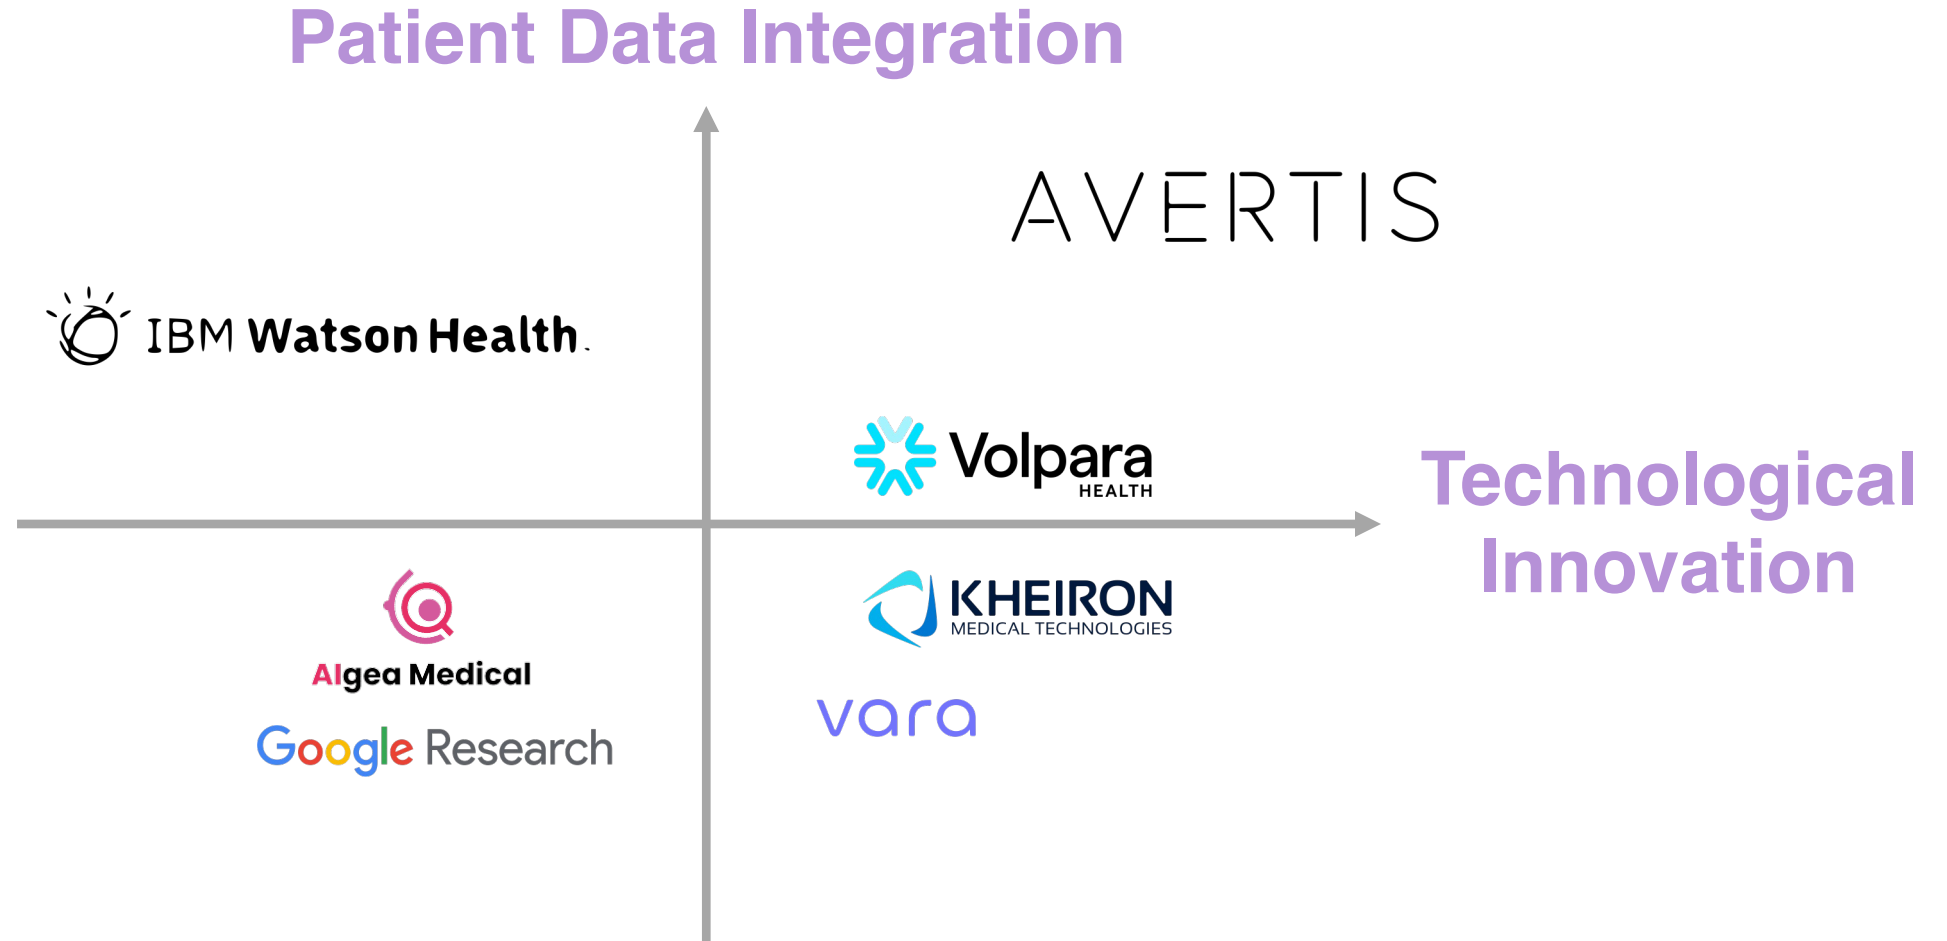 Patient Data Integration
AVERTIS
IBM Watson Health.
Volpara
HEALTH
Technological
Innovation
KHEIRON
MEDICAL TECHNOLOGIES
AIgea Medical
vara
Google Research